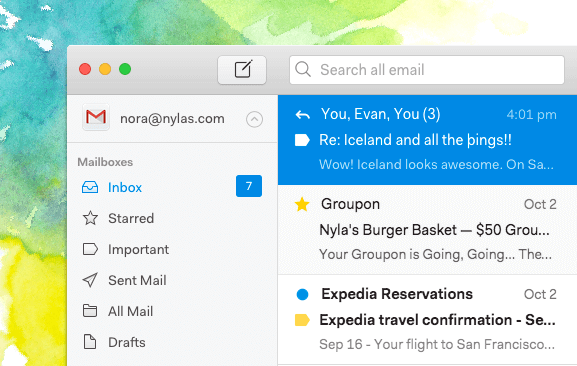 Search all email
nora@nylas.com
Mailboxes
Inbox 7
Starred
Important
Sent Mail
All Mail
Drafts
You, Evan, You (3) 4:01 pm
Re: Iceland and all the þings!!
Wow! Iceland looks awesome. On Sa...
Groupon Oct 2
Nyla's Burger Basket — $50 Grou...
Your Groupon is Going, Going... The...
Expedia Reservations Oct 2
Expedia travel confirmation - Se...
Sep 16 - Your flight to San Francisc...